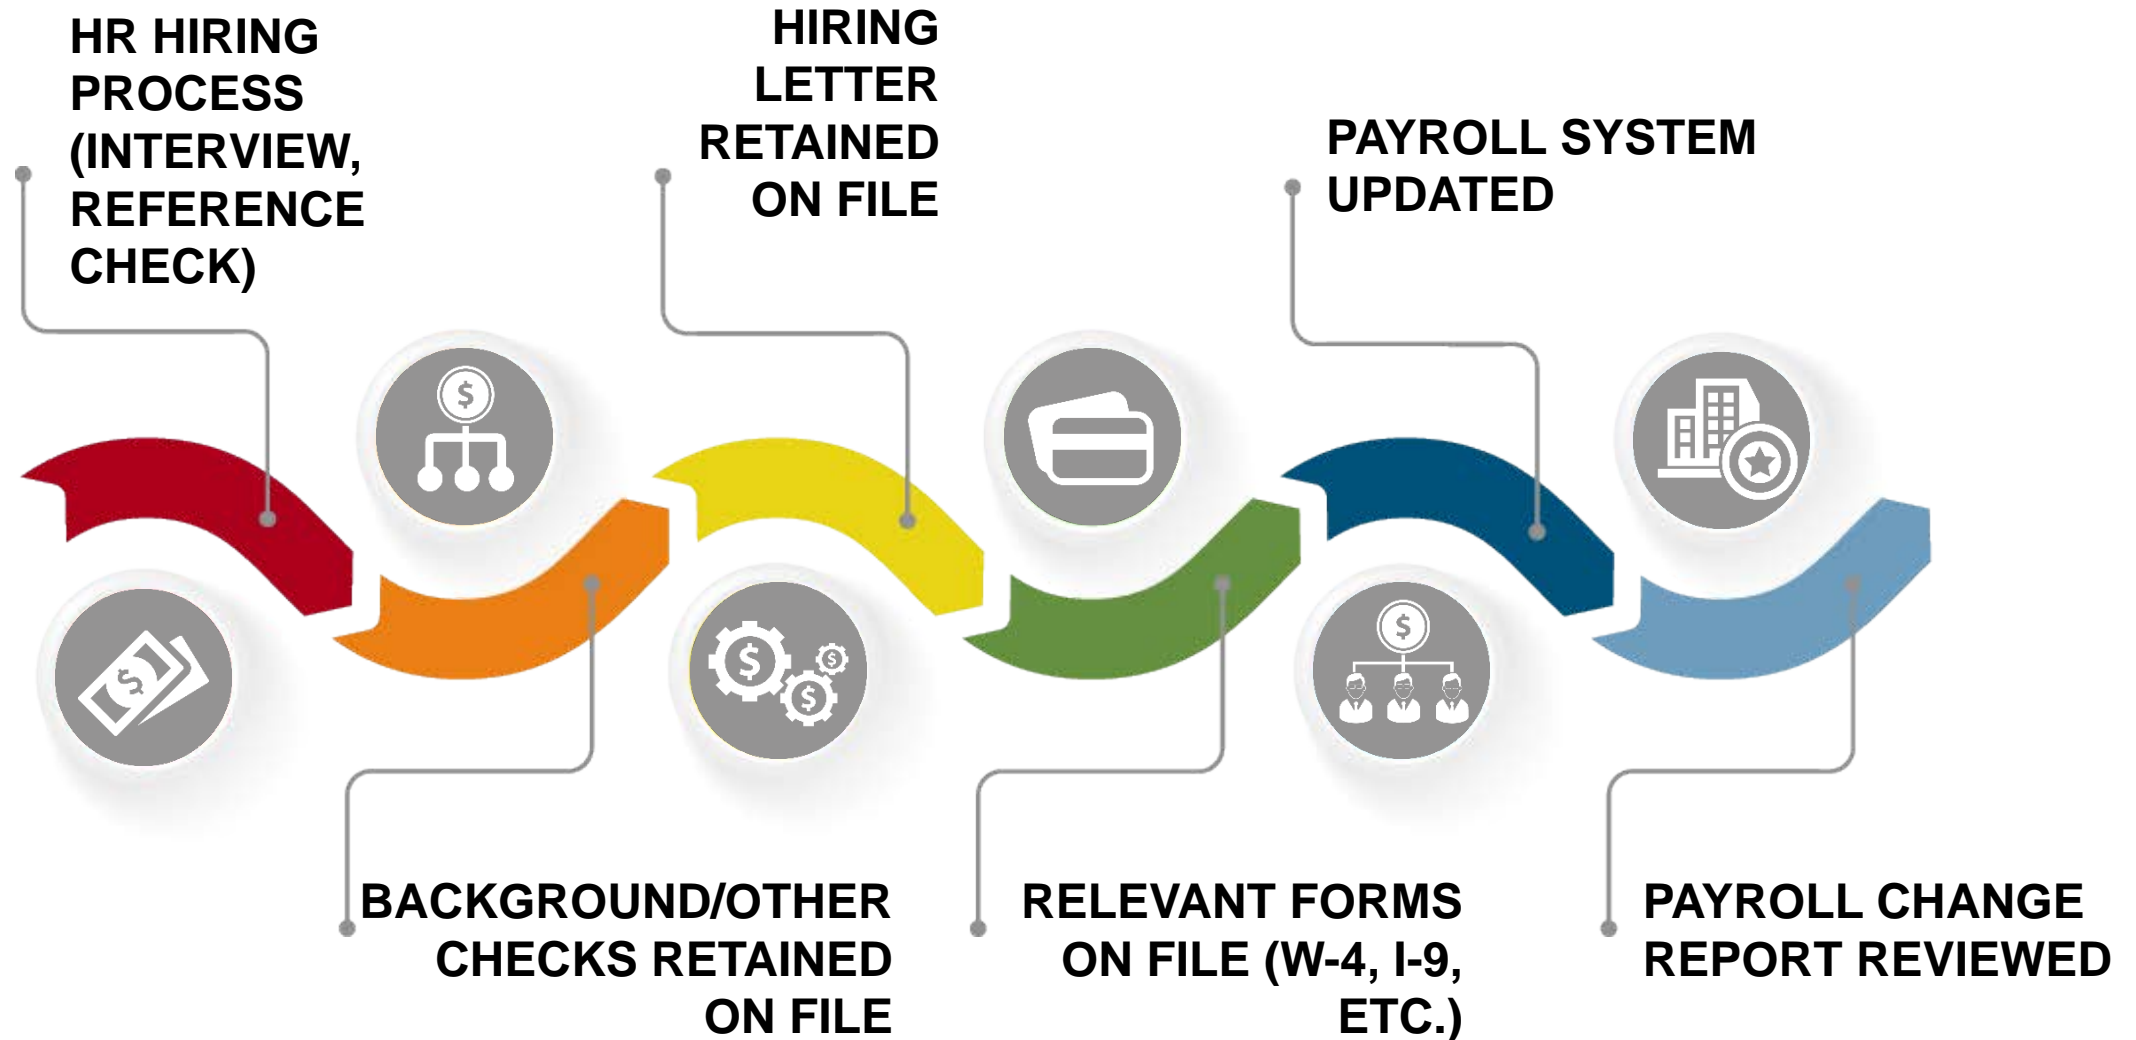 HR HIRING
PROCESS
(INTERVIEW,
REFERENCE
CHECK)
BACKGROUND/OTHER
CHECKS RETAINED
ON FILE
HIRING
LETTER
RETAINED
ON FILE
RELEVANT FORMS
ON FILE (W-4, I-9,
ETC.)
PAYROLL SYSTEM
UPDATED
PAYROLL CHANGE
REPORT REVIEWED
$
$
$
$
$
$